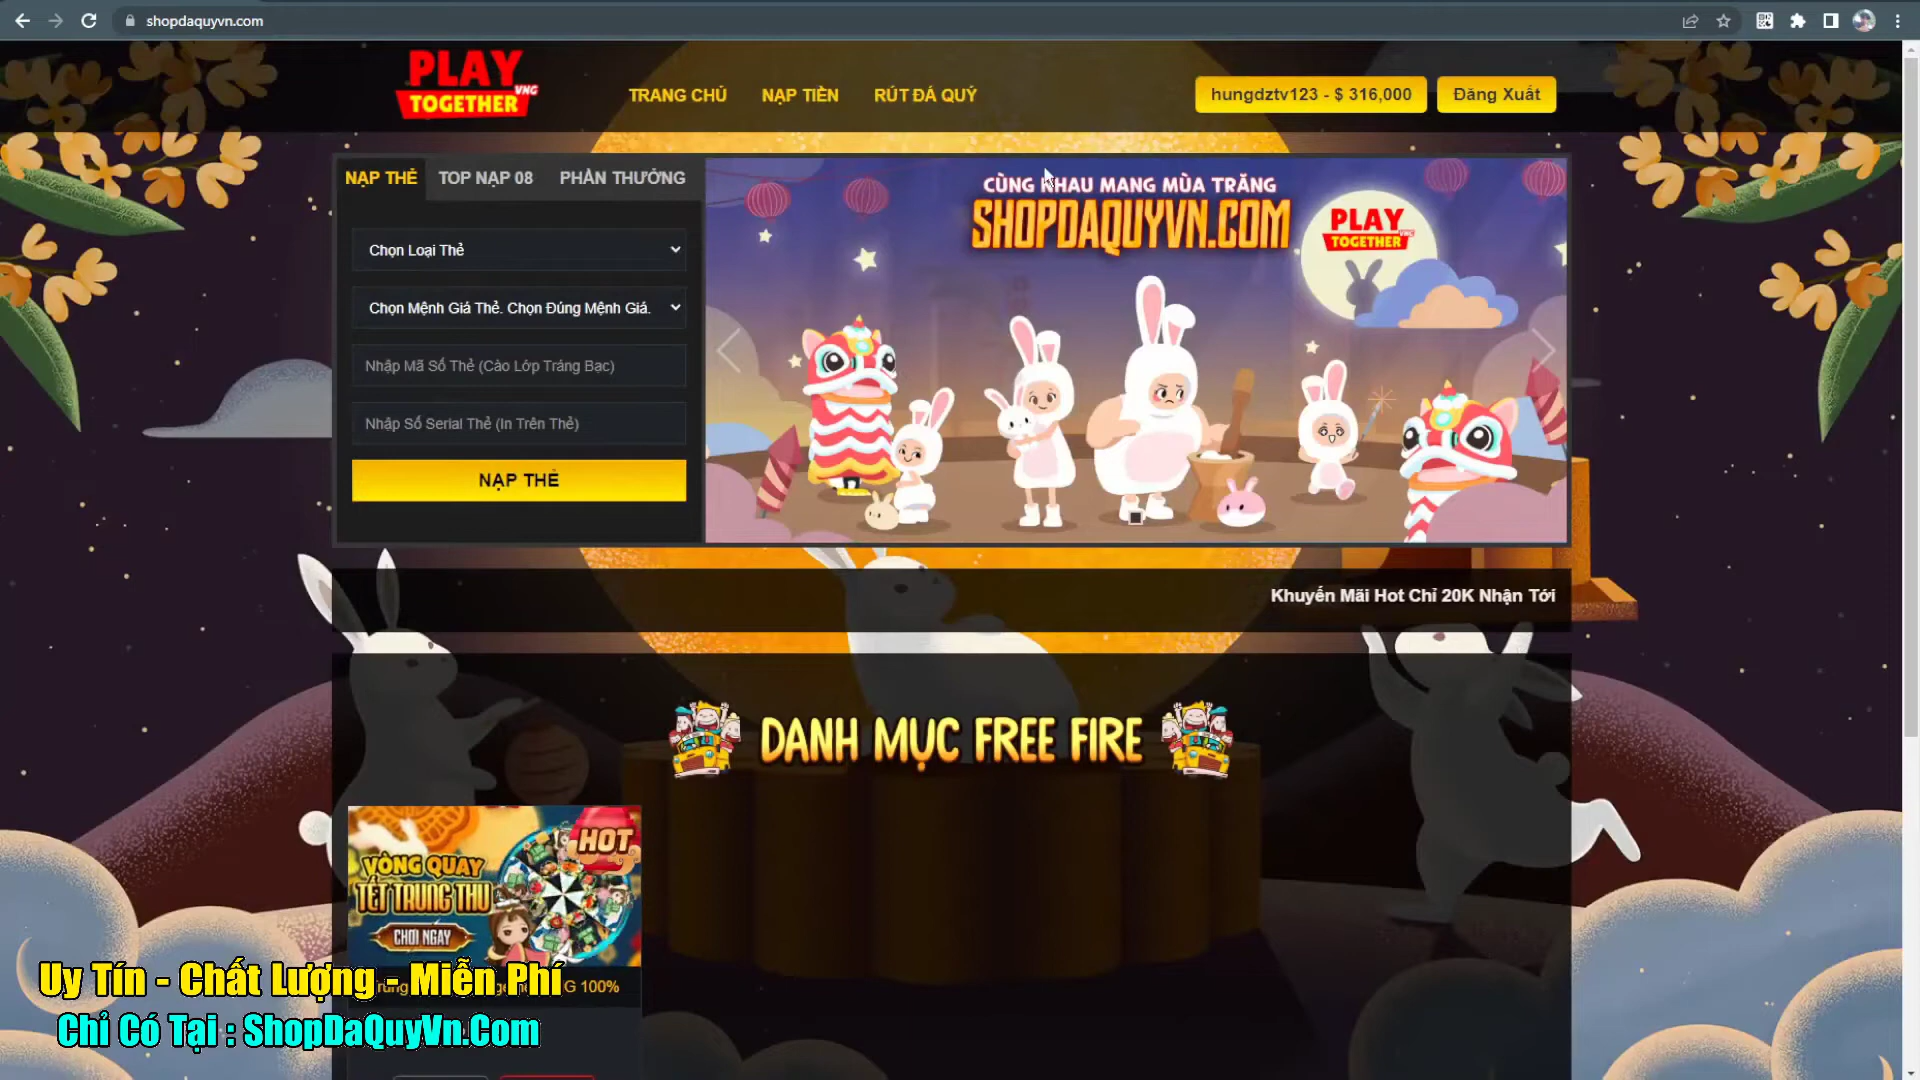 shopdaquyvn.com
PLAY
TOGETHER
VNG
TRANG CHỦ
NẠP TIỀN
RÚT ĐÁ QUÝ
hungdztv123 - $ 316,000
Đăng Xuất
NẠP THẺ
TOP NẠP 08
PHẦN THƯỞNG
Chọn Loại Thẻ
Chọn Mệnh Giá Thẻ. Chọn Đúng Mệnh Giá.
Nhập Mã Số Thẻ (Cào Lớp Tráng Bạc)
Nhập Số Serial Thẻ (In Trên Thẻ)
NẠP THẺ
CÙNG NHAU MANG MÙA TRĂNG
SHOPDAQUYVN.COM
PLAY
TOGETHER
Khuyến Mãi Hot Chỉ 20K Nhận Tới
DANH MỤC FREE FIRE
HOT
VÒNG QUAY
TẾT TRUNG THU
CHƠI NGAY
G 100%
Uy Tín - Chất Lượng - Miễn Phí
Chỉ Có Tại : ShopDaQuyVn.Com